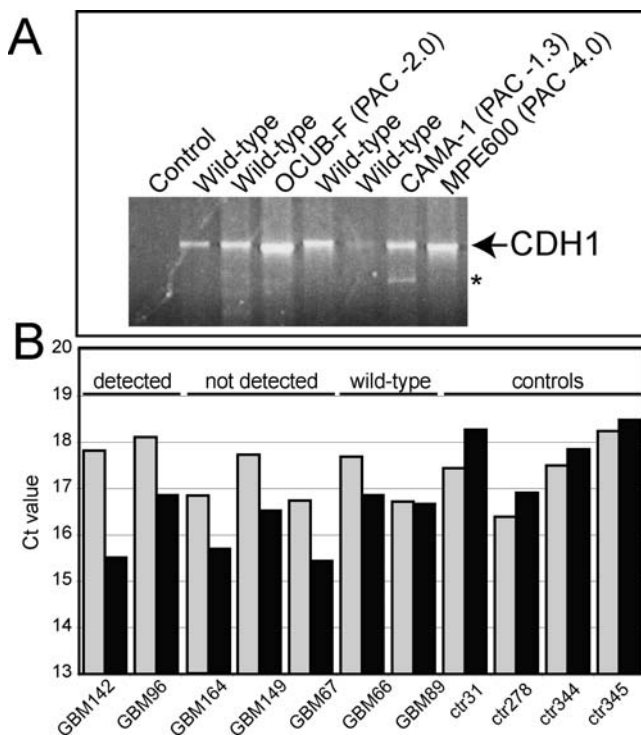 A
Control
Wild-type
Wild-type
OCUB-F (PAC -2.0)
Wild-type
Wild-type
CAMA-1 (PAC -1.3)
MPE600 (PAC -4.0)
CDH1
*
B
20
19
18
17
16
15
14
13
Ct value
detected
not detected
wild-type
controls
GBM142
GBM96
GBM164
GBM149
GBM67
GBM66
GBM89
ctr31
ctr278
ctr344
ctr345